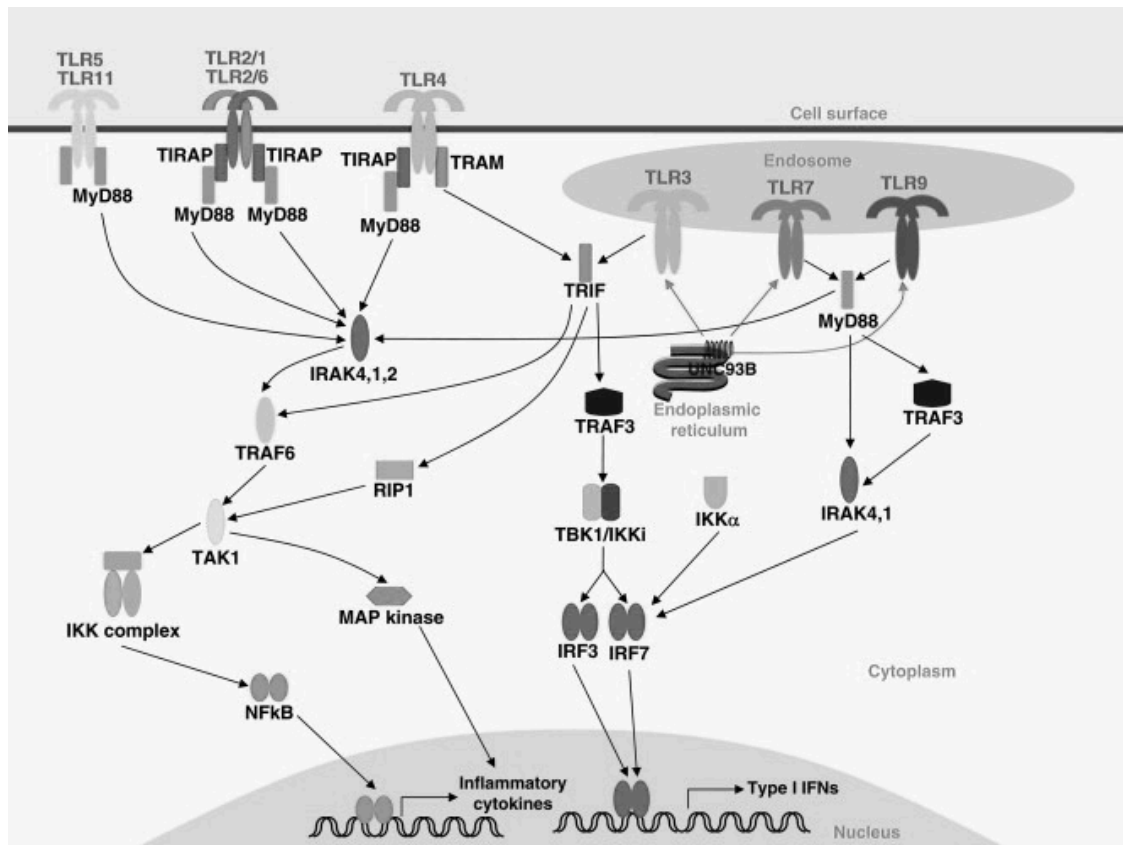 TLR5
TLR11
TLR2/1
TLR2/6
TLR4
Cell surface
TIRAP
TIRAP
TIRAP
TRAM
Endosome
TLR3
TLR7
TLR9
MyD88
MyD88
MyD88
MyD88
TRIF
MyD88
UNC93B
IRAK4,1,2
Endoplasmic
reticulum
TRAF3
TRAF3
TRAF6
RIP1
TBK1/IKKi
IKKα
IRAK4,1
TAK1
MAP kinase
IKK complex
IRF3
IRF7
Cytoplasm
NFkB
Inflammatory
cytokines
Type I IFNs
Nucleus